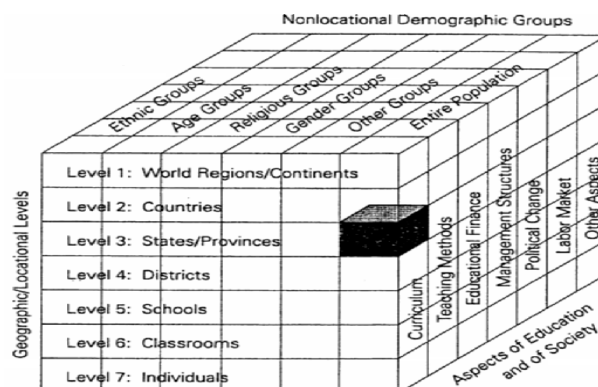 Nonlocational Demographic Groups
Ethnic Groups
Age Groups
Religious Groups
Gender Groups
Other Groups
Entire Population
Geographic/Locational Levels
Level 1: World Regions/Continents
Level 2: Countries
Level 3: States/Provinces
Level 4: Districts
Level 5: Schools
Level 6: Classrooms
Level 7: Individuals
Curriculum
Teaching Methods
Educational Finance
Management Structures
Political Change
Labor Market
Other Aspects
Aspects of Education
and of Society